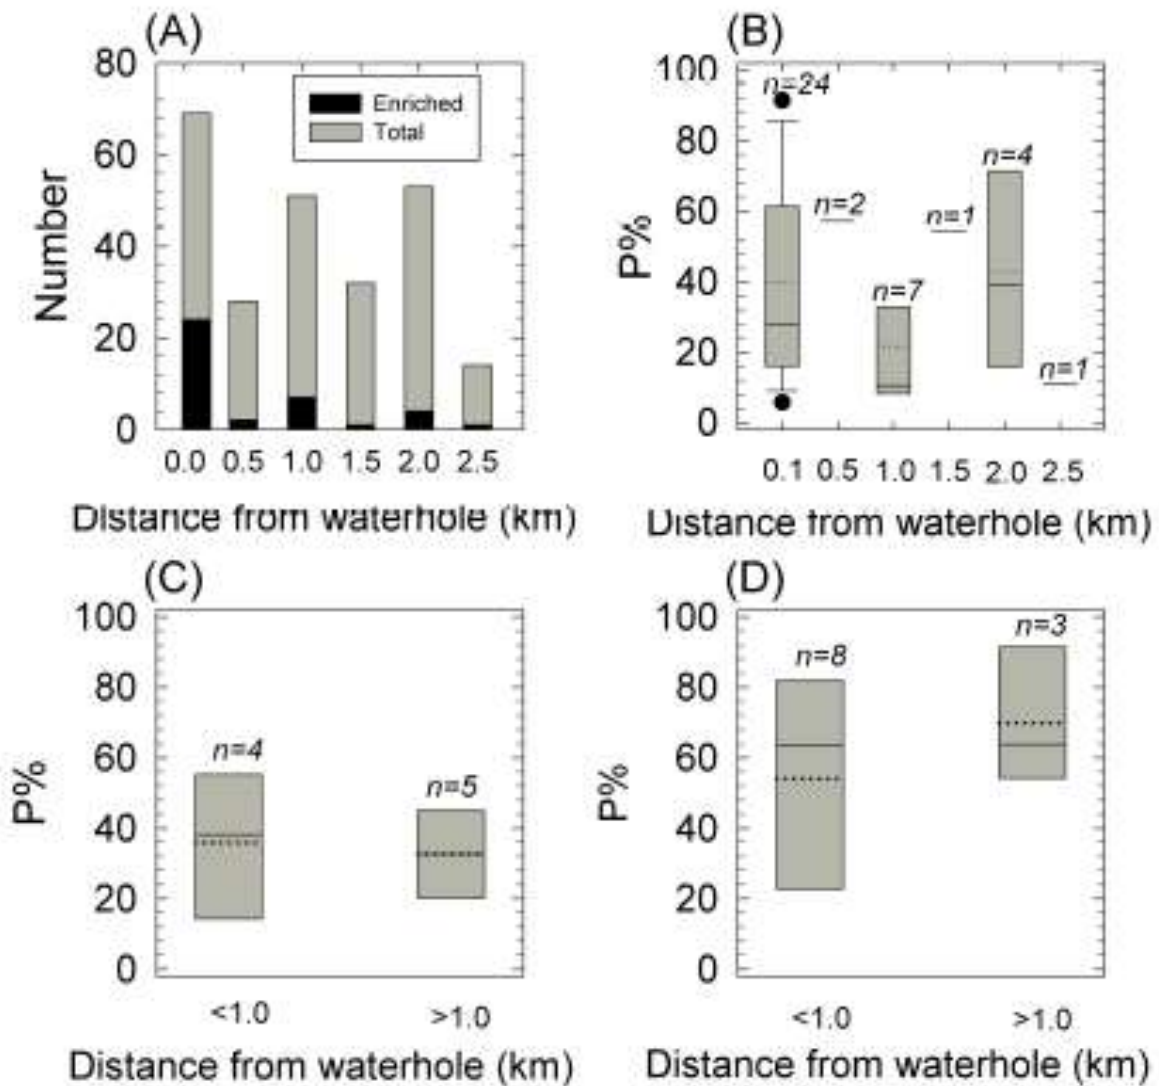 (A)
Number
80
60
40
20
0
Enriched
Total
0.0 0.5 1.0 1.5 2.0 2.5
Distance from waterhole (km)
(B)
P%
100
80
60
40
20
0
n=24
n=2
n=7
n=1
n=4
n=1
0.1 0.5 1.0 1.5 2.0 2.5
Distance from waterhole (km)
(C)
P%
100
80
60
40
20
0
n=4
n=5
<1.0 >1.0
Distance from waterhole (km)
(D)
P%
100
80
60
40
20
0
n=8
n=3
<1.0 >1.0
Distance from waterhole (km)